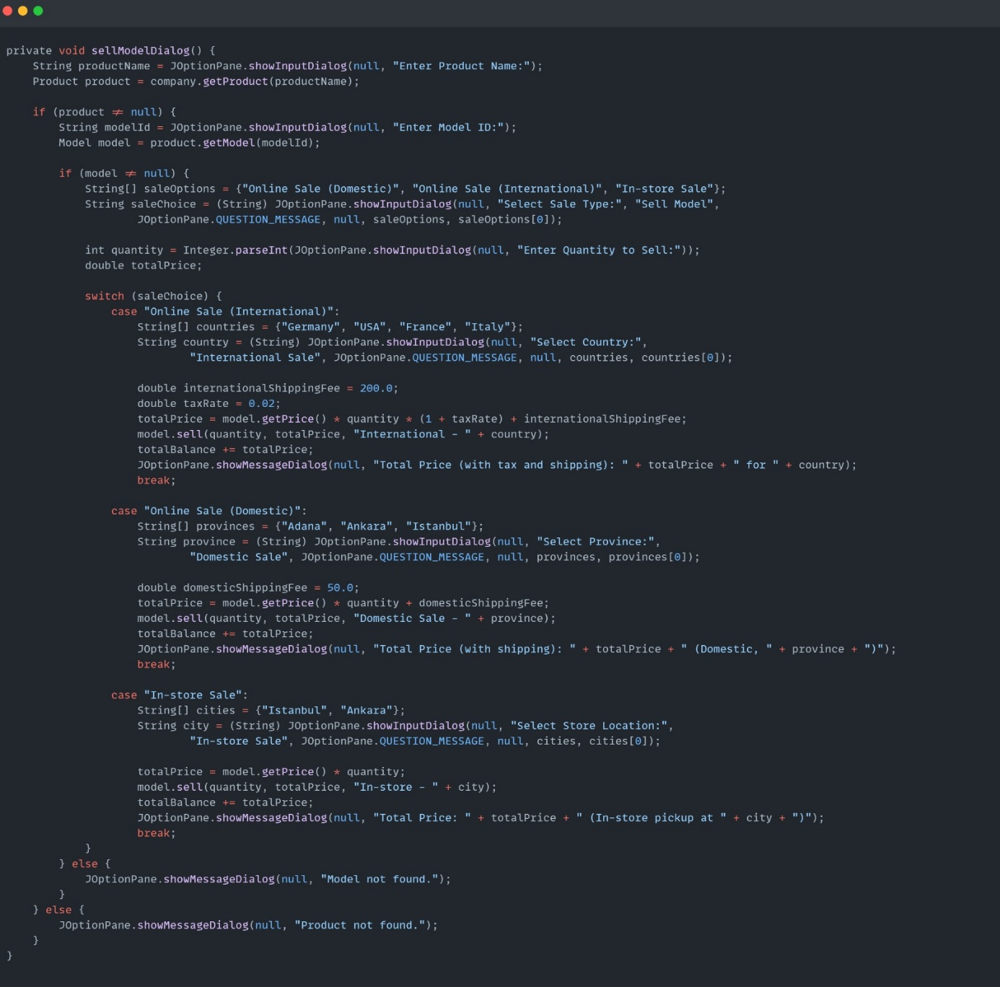 private void sellModelDialog() {
    String productName = JOptionPane.showInputDialog(null, "Enter Product Name:");
    Product product = company.getProduct(productName);

    if (product ≠ null) {
        String modelId = JOptionPane.showInputDialog(null, "Enter Model ID:");
        Model model = product.getModel(modelId);

        if (model ≠ null) {
            String[] saleOptions = {"Online Sale (Domestic)", "Online Sale (International)", "In-store Sale"};
            String saleChoice = (String) JOptionPane.showInputDialog(null, "Select Sale Type:", "Sell Model",
                    JOptionPane.QUESTION_MESSAGE, null, saleOptions, saleOptions[0]);

            int quantity = Integer.parseInt(JOptionPane.showInputDialog(null, "Enter Quantity to Sell:"));
            double totalPrice;

            switch (saleChoice) {
                case "Online Sale (International)":
                    String[] countries = {"Germany", "USA", "France", "Italy"};
                    String country = (String) JOptionPane.showInputDialog(null, "Select Country:",
                            "International Sale", JOptionPane.QUESTION_MESSAGE, null, countries, countries[0]);

                    double internationalShippingFee = 200.0;
                    double taxRate = 0.02;
                    totalPrice = model.getPrice() * quantity * (1 + taxRate) + internationalShippingFee;
                    model.sell(quantity, totalPrice, "International - " + country);
                    totalBalance += totalPrice;
                    JOptionPane.showMessageDialog(null, "Total Price (with tax and shipping): " + totalPrice + " for " + country);
                    break;

                case "Online Sale (Domestic)":
                    String[] provinces = {"Adana", "Ankara", "Istanbul"};
                    String province = (String) JOptionPane.showInputDialog(null, "Select Province:",
                            "Domestic Sale", JOptionPane.QUESTION_MESSAGE, null, provinces, provinces[0]);

                    double domesticShippingFee = 50.0;
                    totalPrice = model.getPrice() * quantity + domesticShippingFee;
                    model.sell(quantity, totalPrice, "Domestic Sale - " + province);
                    totalBalance += totalPrice;
                    JOptionPane.showMessageDialog(null, "Total Price (with shipping): " + totalPrice + " (Domestic, " + province + ")");
                    break;

                case "In-store Sale":
                    String[] cities = {"Istanbul", "Ankara"};
                    String city = (String) JOptionPane.showInputDialog(null, "Select Store Location:",
                            "In-store Sale", JOptionPane.QUESTION_MESSAGE, null, cities, cities[0]);

                    totalPrice = model.getPrice() * quantity;
                    model.sell(quantity, totalPrice, "In-store - " + city);
                    totalBalance += totalPrice;
                    JOptionPane.showMessageDialog(null, "Total Price: " + totalPrice + " (In-store pickup at " + city + ")");
                    break;
            }
        } else {
            JOptionPane.showMessageDialog(null, "Model not found.");
        }
    } else {
        JOptionPane.showMessageDialog(null, "Product not found.");
    }
}